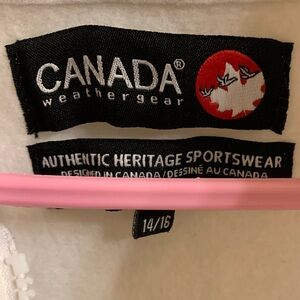 CANADA®
weathergear
AUTHENTIC HERITAGE SPORTSWEAR
DESIGNED IN CANADA/DESSINÉ AU CANADA
14/16